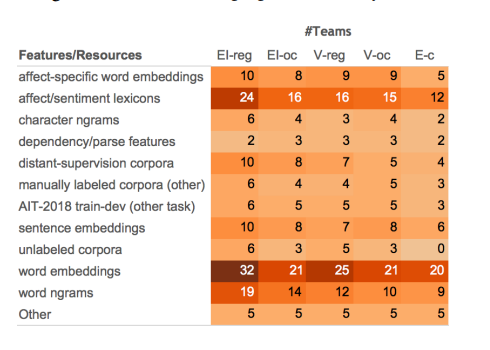 #Teams
Features/Resources EI-reg EI-oc V-reg V-oc E-c
affect-specific word embeddings 10 8 9 9 5
affect/sentiment lexicons 24 16 16 15 12
character ngrams 6 4 3 4 2
dependency/parse features 2 3 3 3 2
distant-supervision corpora 10 8 7 5 4
manually labeled corpora (other) 6 4 4 5 3
AIT-2018 train-dev (other task) 6 5 5 5 3
sentence embeddings 10 8 7 8 6
unlabeled corpora 6 3 5 3 0
word embeddings 32 21 25 21 20
word ngrams 19 14 12 10 9
Other 5 5 5 5 5